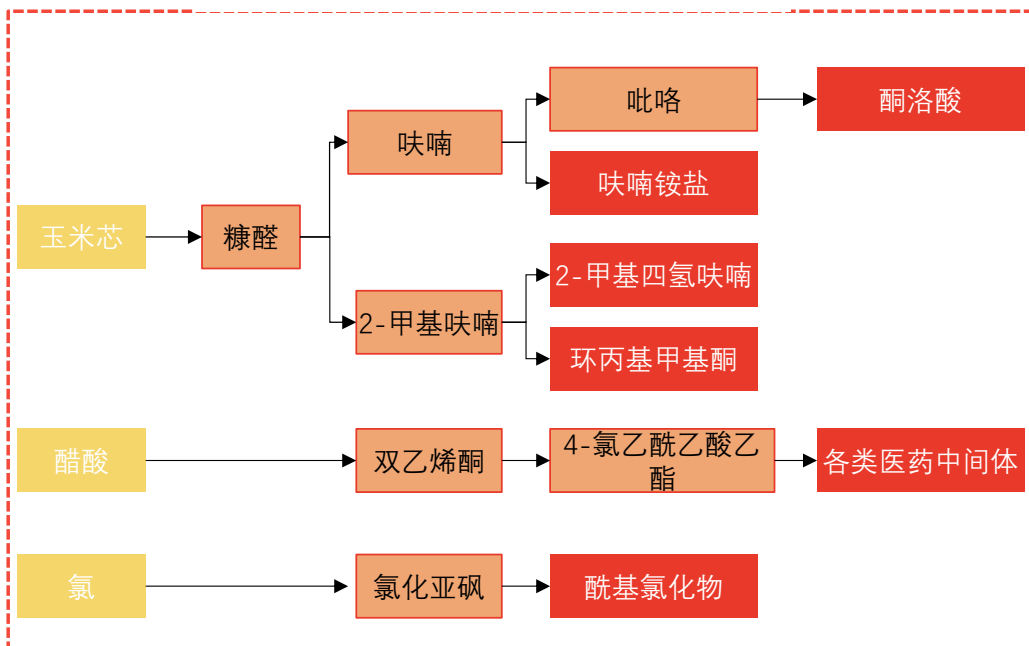 吡咯
酮洛酸
呋喃
呋喃铵盐
玉米芯
糠醛
2-甲基四氢呋喃
2-甲基呋喃
环丙基甲基酮
醋酸
双乙烯酮
4-氯乙酰乙酸乙
酯
各类医药中间体
氯
氯化亚砜
酰基氯化物